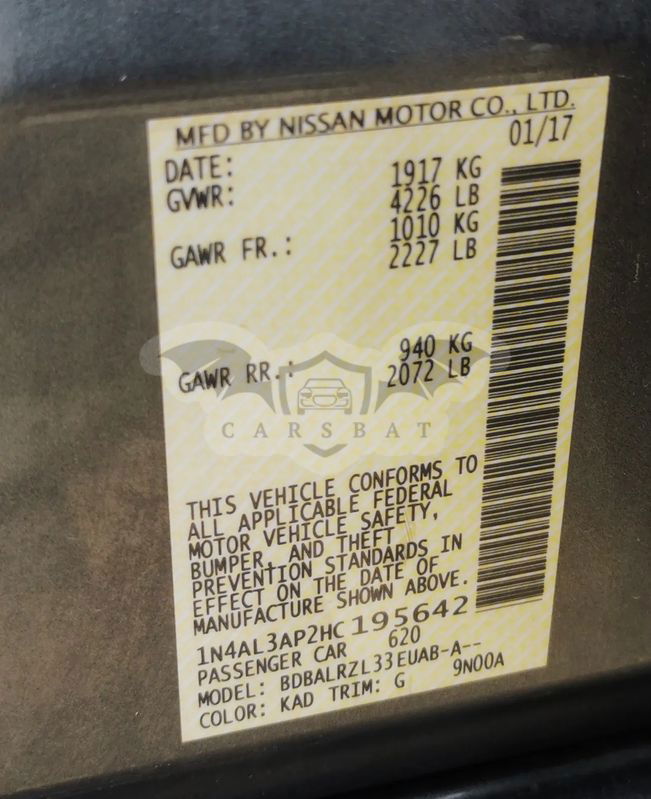 MFD BY NISSAN MOTOR CO., LTD.
DATE: 01/17
GVWR: 1917 KG
4226 LB
GAWR FR.: 1010 KG
2227 LB
GAWR RR.: 940 KG
2072 LB
CARSBAT
THIS VEHICLE CONFORMS TO
ALL APPLICABLE FEDERAL
MOTOR VEHICLE SAFETY,
BUMPER, AND THEFT
PREVENTION STANDARDS IN
EFFECT ON THE DATE OF
MANUFACTURE SHOWN ABOVE.
1N4AL3AP2HC195642
PASSENGER CAR 620
MODEL: BDBALRZL33EUAB-A--
COLOR: KAD TRIM: G 9N00A